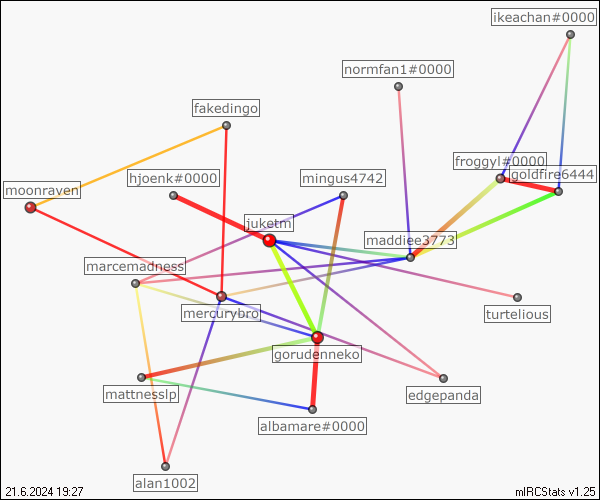 ikeachan#0000
normfan1#0000
fakedingo
froggyl#0000
goldfire6444
hjoenk#0000
mingus4742
moonraven
juketm
maddiee3773
marcemadness
mercurybro
turtelious
gorudenneko
mattnesslp
edgepanda
albamare#0000
alan1002
21.6.2024 19:27
mIRCStats v1.25